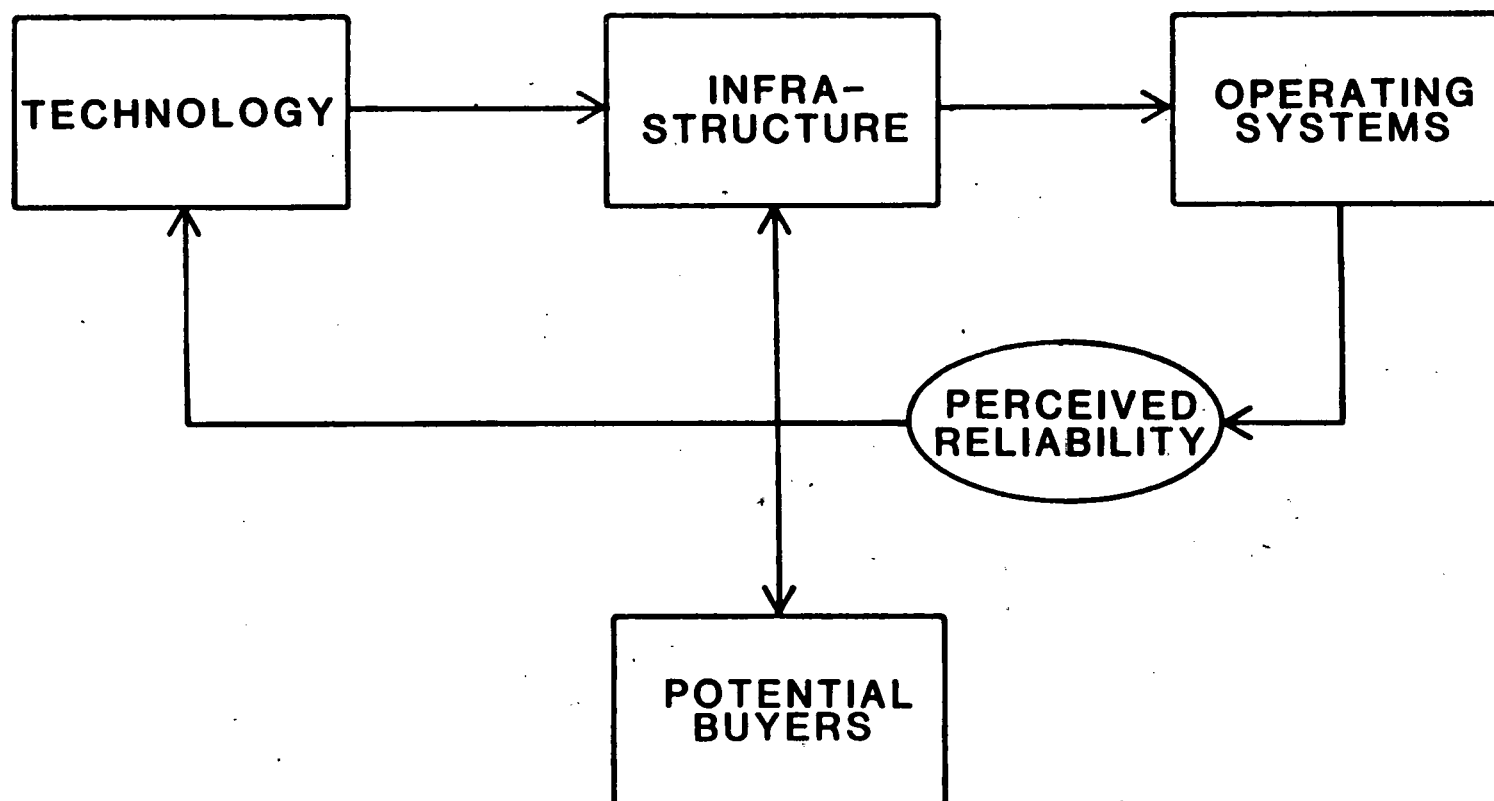 TECHNOLOGY
INFRA-
STRUCTURE
OPERATING
SYSTEMS
PERCEIVED
RELIABILITY
POTENTIAL
BUYERS